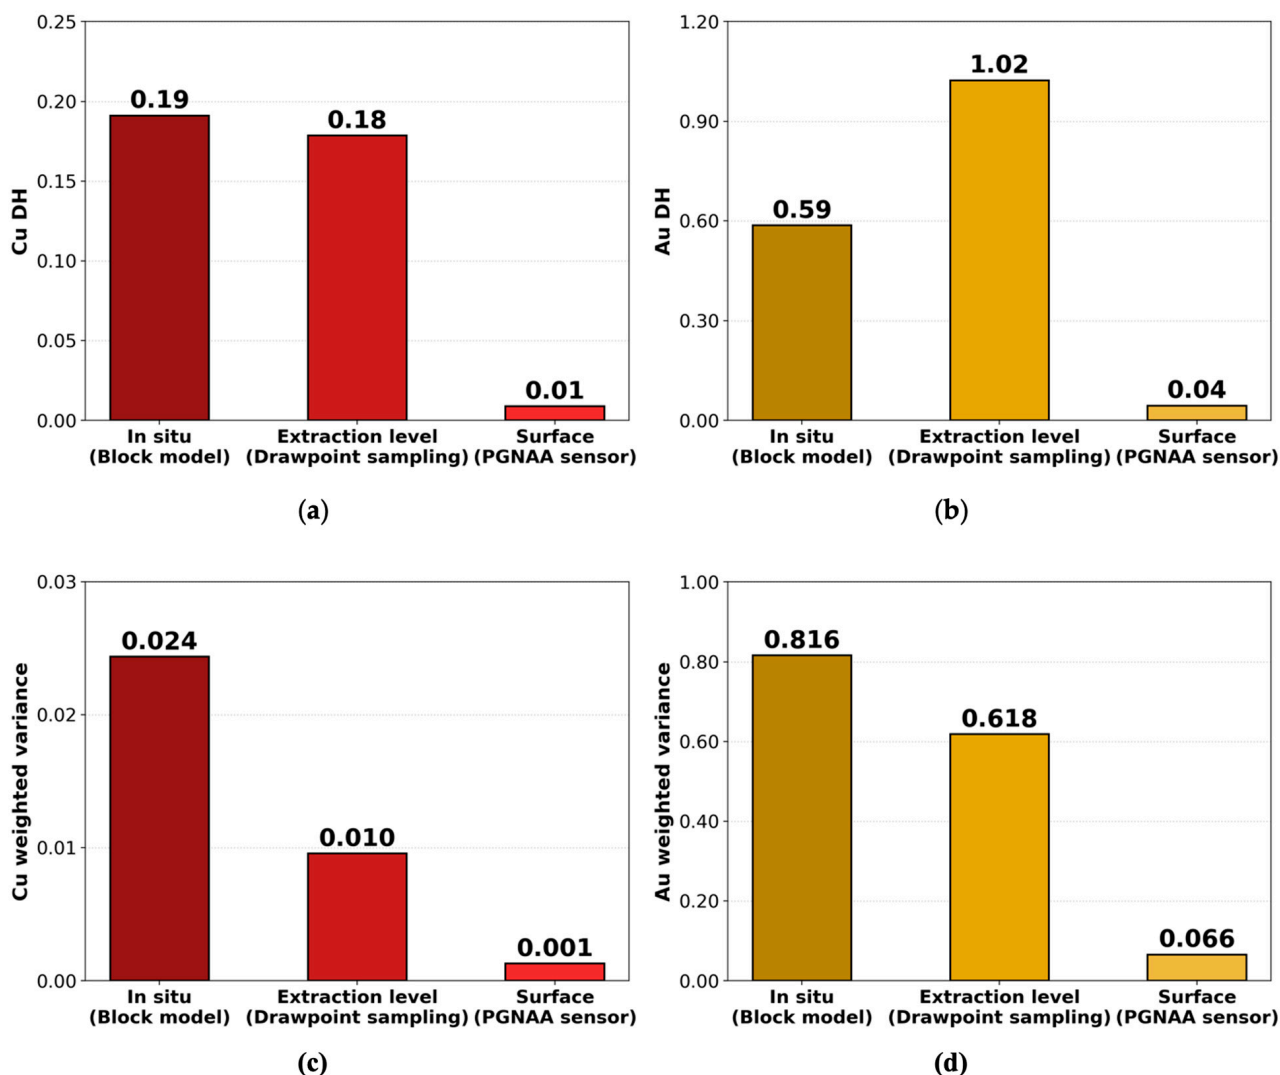 0.25
0.20
0.15
0.10
0.05
0.00
Cu DH
0.19
0.18
0.01
In situ
(Block model)
Extraction level
(Drawpoint sampling)
Surface
(PGNAA sensor)
(a)
1.20
0.90
0.60
0.30
0.00
Au DH
0.59
1.02
0.04
In situ
(Block model)
Extraction level
(Drawpoint sampling)
Surface
(PGNAA sensor)
(b)
0.03
0.02
0.01
0.00
Cu weighted variance
0.024
0.010
0.001
In situ
(Block model)
Extraction level
(Drawpoint sampling)
Surface
(PGNAA sensor)
(c)
1.00
0.80
0.60
0.40
0.20
0.00
Au weighted variance
0.816
0.618
0.066
In situ
(Block model)
Extraction level
(Drawpoint sampling)
Surface
(PGNAA sensor)
(d)